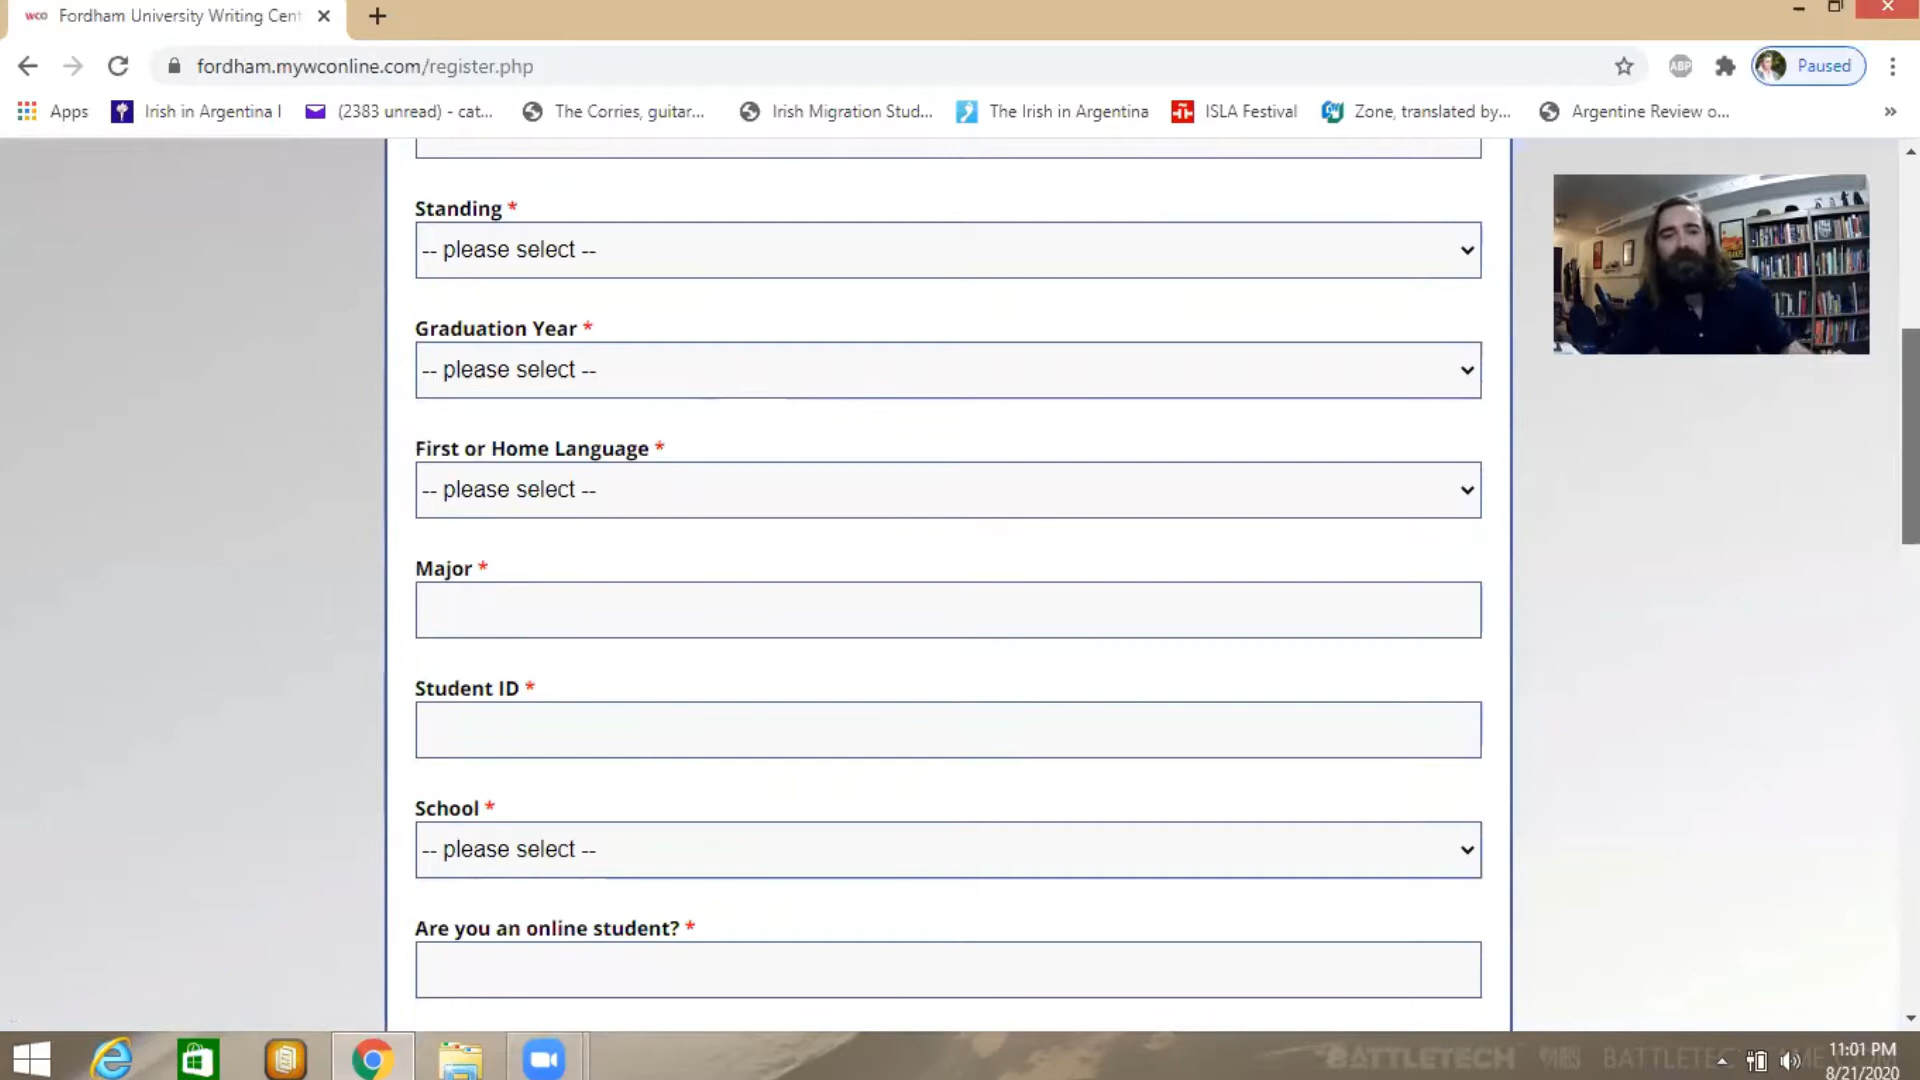 wco Fordham University Writing Cent
fordham.mywconline.com/register.php
ABP
Paused
Apps
Irish in Argentina I
(2383 unread) - cat...
The Corries, guitar...
Irish Migration Stud...
The Irish in Argentina
ISLA Festival
Zone, translated by...
Argentine Review o...
»
Standing *
-- please select --
Graduation Year *
-- please select --
First or Home Language *
-- please select --
Major *
Student ID *
School *
-- please select --
Are you an online student? *
BATTLETECH
11:01 PM
8/21/2020